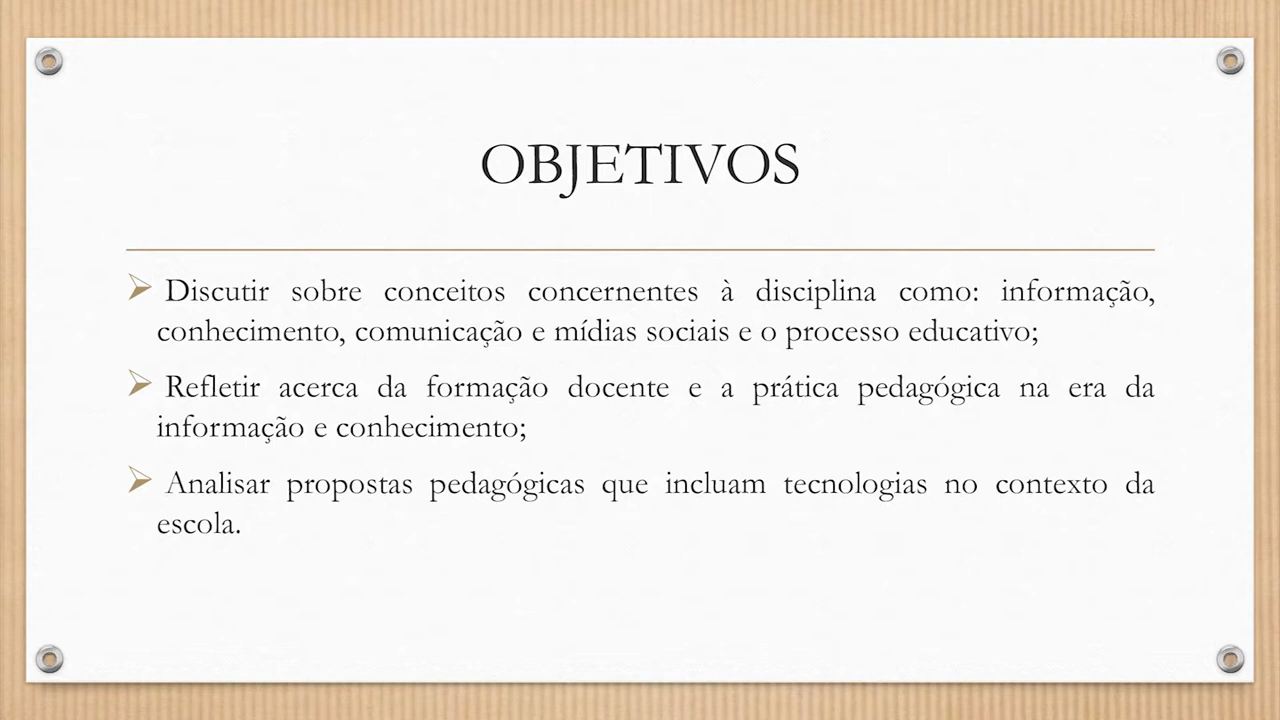 OBJETIVOS
Discutir sobre conceitos concernentes à disciplina como: informação,
conhecimento, comunicação e mídias sociais e o processo educativo;
Refletir acerca da formação docente e a prática pedagógica na era da
informação e conhecimento;
Analisar propostas pedagógicas que incluam tecnologias no contexto da
escola.